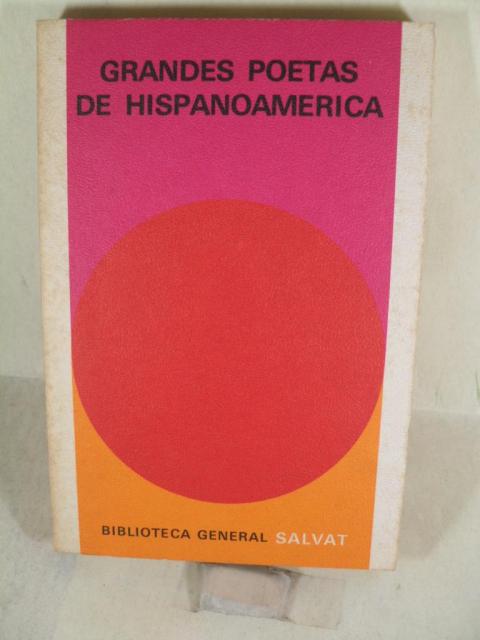 GRANDES POETAS
DE HISPANOAMERICA
BIBLIOTECA GENERAL SALVAT